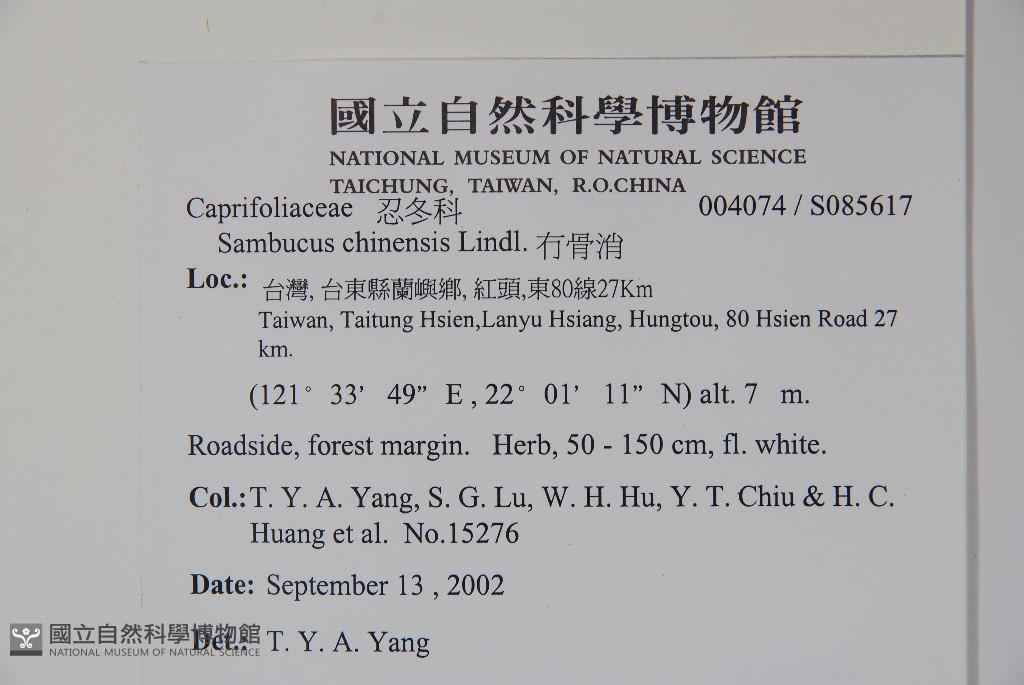 國立自然科學博物館
NATIONAL MUSEUM OF NATURAL SCIENCE
TAICHUNG, TAIWAN, R.O.CHINA
Caprifoliaceae 忍冬科 004074 / S085617
Sambucus chinensis Lindl. 冇骨消
Loc.: 台灣, 台東縣蘭嶼鄉, 紅頭,東80線27Km
Taiwan, Taitung Hsien,Lanyu Hsiang, Hungtou, 80 Hsien Road 27
km.
(121° 33’ 49” E , 22° 01’ 11” N) alt. 7 m.
Roadside, forest margin. Herb, 50 - 150 cm, fl. white.
Col.: T. Y. A. Yang, S. G. Lu, W. H. Hu, Y. T. Chiu & H. C.
Huang et al. No.15276
Date: September 13 , 2002
Det.: T. Y. A. Yang
國立自然科學博物館
NATIONAL MUSEUM OF NATURAL SCIENCE